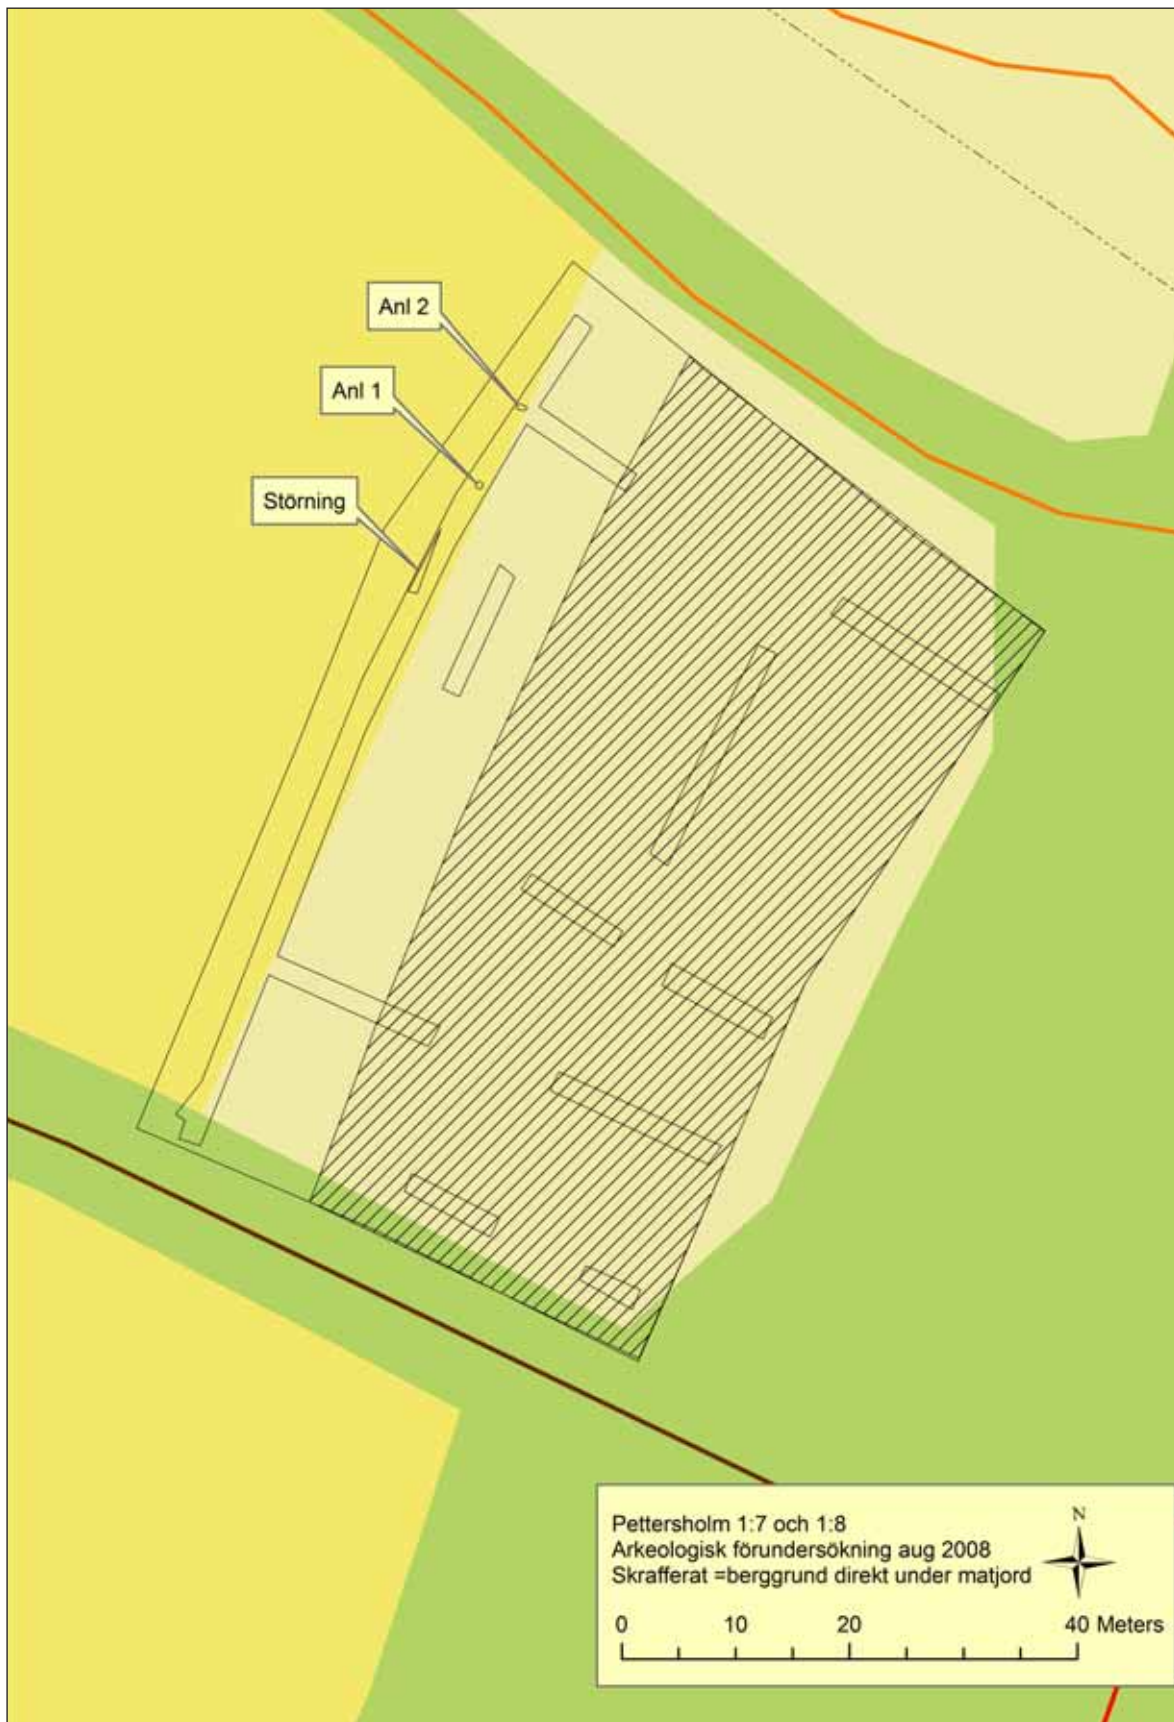 Anl 2
Anl 1
Störning
Pettersholm 1:7 och 1:8
Arkeologisk förundersökning aug 2008
Skrafferat =berggrund direkt under matjord
N
0 10 20 40 Meters